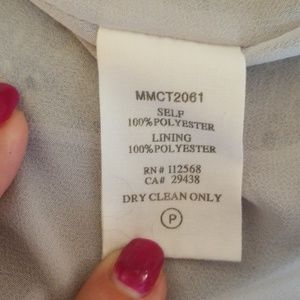 MMCT2061
SELF
100% POLYESTER
LINING
100% POLYESTER
RN# 112568
CA# 29438
DRY CLEAN ONLY
P